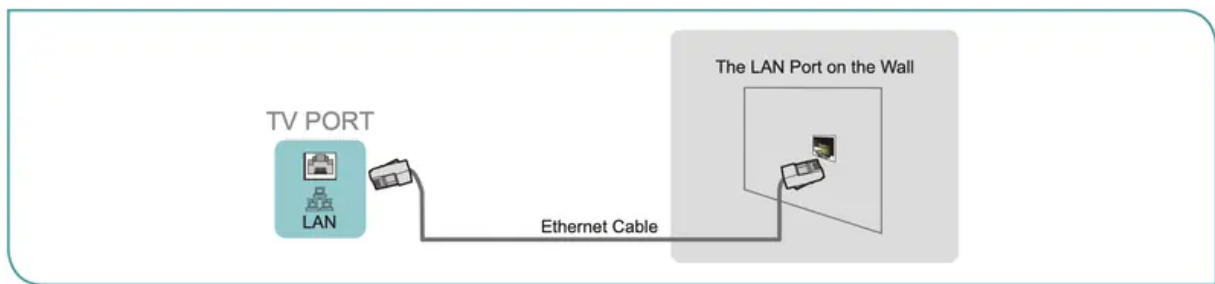 The LAN Port on the Wall
TV PORT
LAN
Ethernet Cable